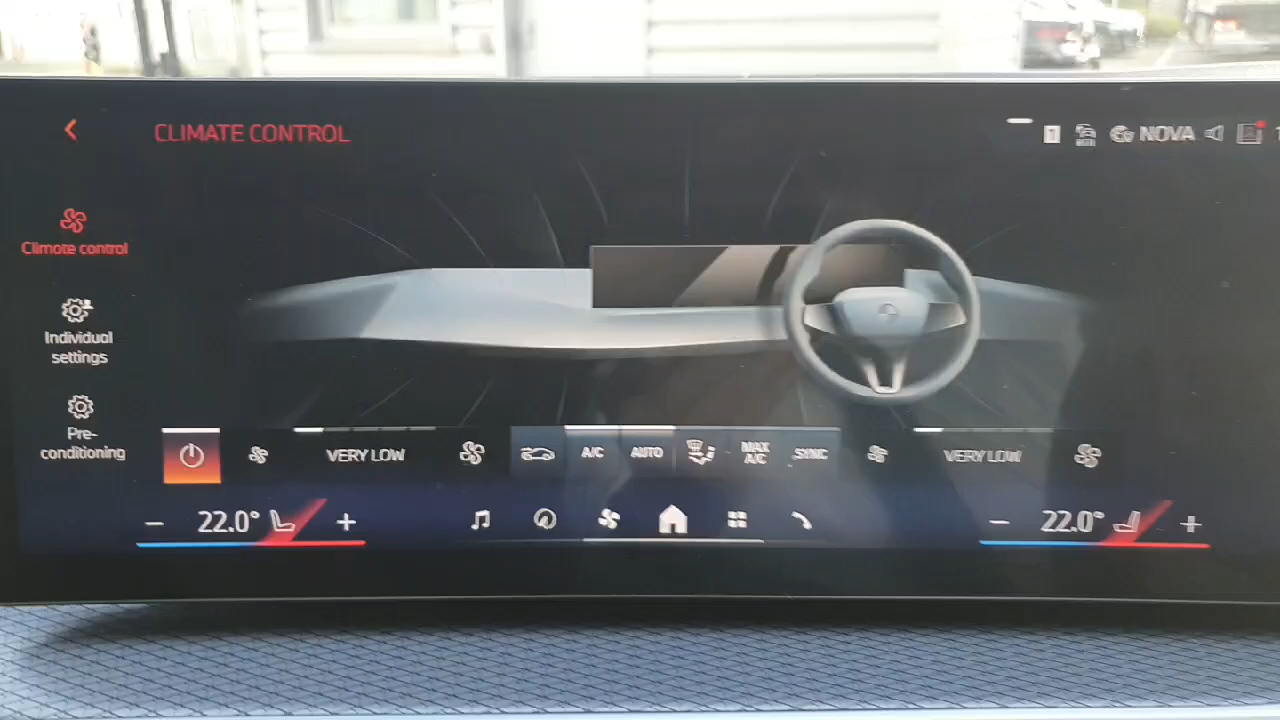 CLIMATE CONTROL
NOVA
Climate control
Individual
settings
Pre-
conditioning
VERY LOW
A/C
AUTO
MAX
A/C
SYNC
VERY LOW
− 22.0° +
− 22.0° +